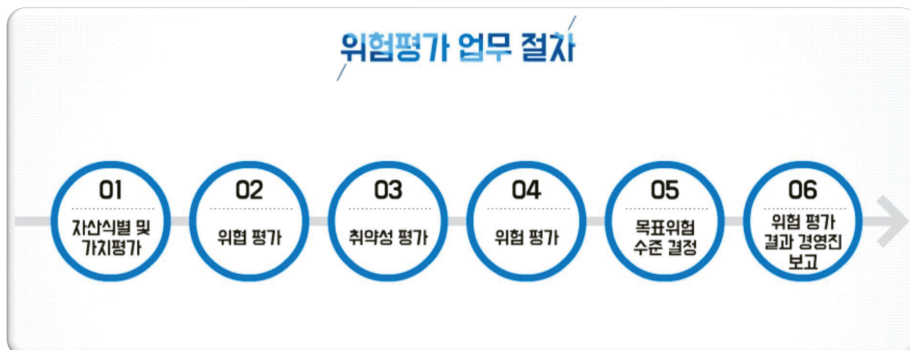 위험평가 업무 절차
01
자산식별 및
가치평가
02
위협 평가
03
취약성 평가
04
위험 평가
05
목표위험
수준 결정
06
위험 평가
결과 경영진
보고